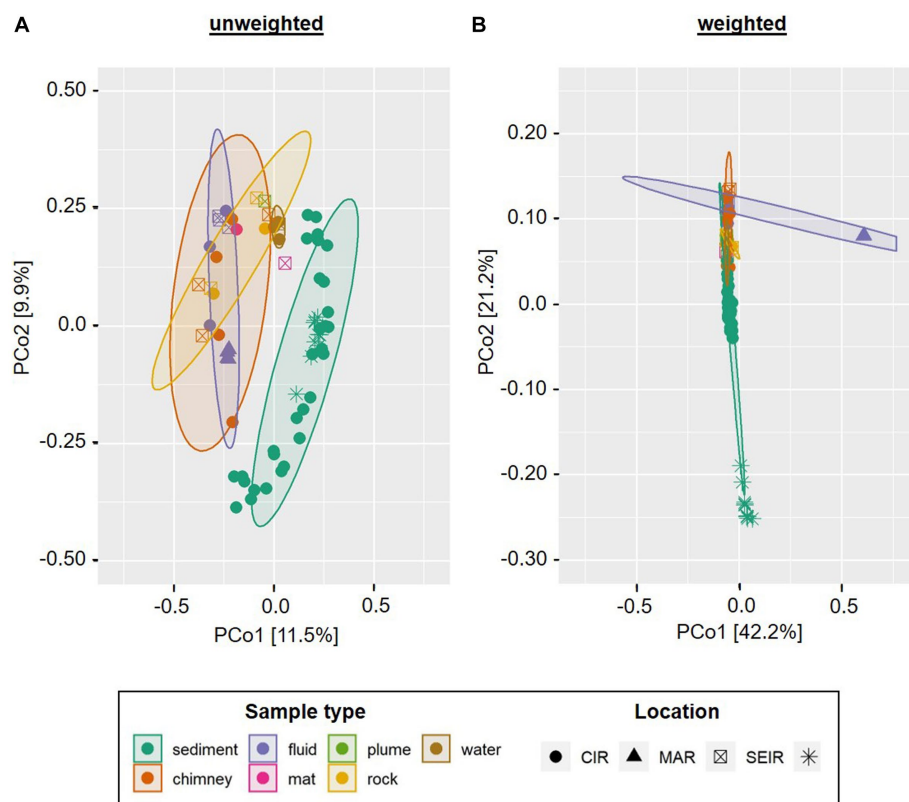 A
unweighted
B
weighted
0.50
0.25
0.0
-0.25
-0.50
PCo2 [9.9%]
-0.5
0.0
0.5
PCo1 [11.5%]
0.20
0.10
0.0
-0.10
-0.20
-0.30
PCo2 [21.2%]
-0.5
0.0
0.5
PCo1 [42.2%]
Sample type
sediment
fluid
plume
water
chimney
mat
rock
Location
CIR
MAR
SEIR